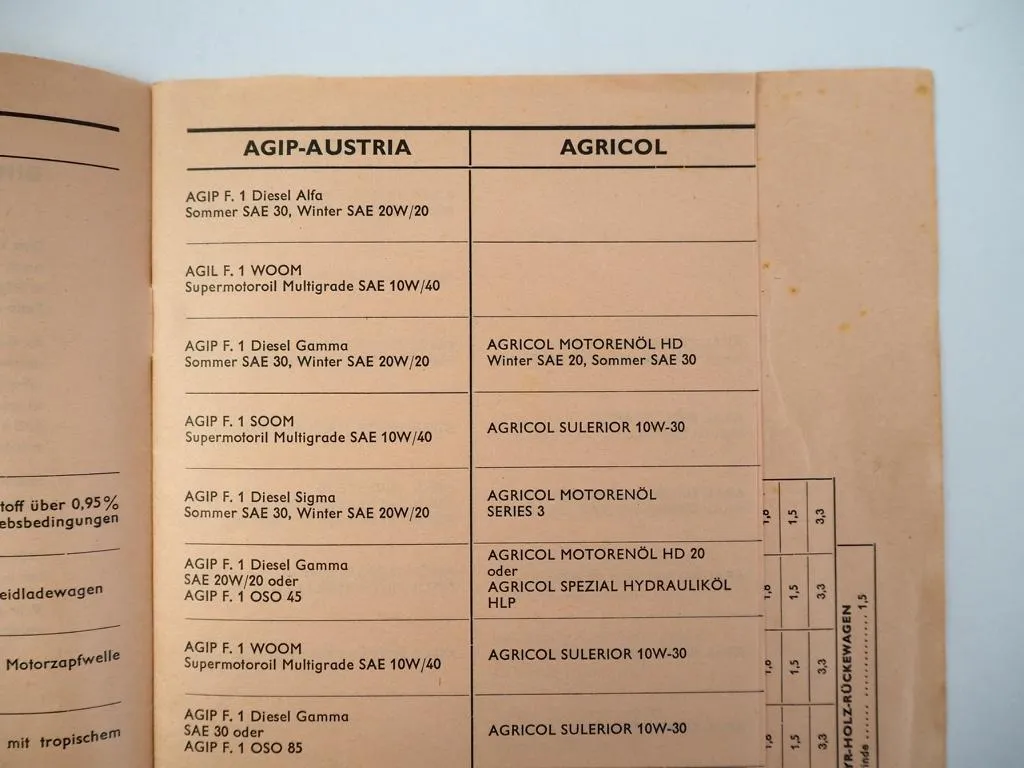 toff über 0,95%
ebsbedingungen
eidladewagen
Motorzapfwelle
mit tropischem
AGIP-AUSTRIA
AGRICOL
AGIP F. 1 Diesel Alfa
Sommer SAE 30, Winter SAE 20W/20
AGIL F. 1 WOOM
Supermotoroil Multigrade SAE 10W/40
AGIP F. 1 Diesel Gamma
Sommer SAE 30, Winter SAE 20W/20
AGRICOL MOTORENÖL HD
Winter SAE 20, Sommer SAE 30
AGIP F. 1 SOOM
Supermotoril Multigrade SAE 10W/40
AGRICOL SULERIOR 10W-30
AGIP F. 1 Diesel Sigma
Sommer SAE 30, Winter SAE 20W/20
AGRICOL MOTORENÖL
SERIES 3
AGIP F. 1 Diesel Gamma
SAE 20W/20 oder
AGIP F. 1 OSO 45
AGRICOL MOTORENÖL HD 20
oder
AGRICOL SPEZIAL HYDRAULIKÖL
HLP
AGIP F. 1 WOOM
Supermotoroil Multigrade SAE 10W/40
AGRICOL SULERIOR 10W-30
AGIP F. 1 Diesel Gamma
SAE 30 oder
AGIP F. 1 OSO 85
AGRICOL SULERIOR 10W-30
1,5 3,3
1,5 3,3
1,5 3,3
1,5 3,3
YR-HOLZ-RÜCKEWAGEN
inde 1,5